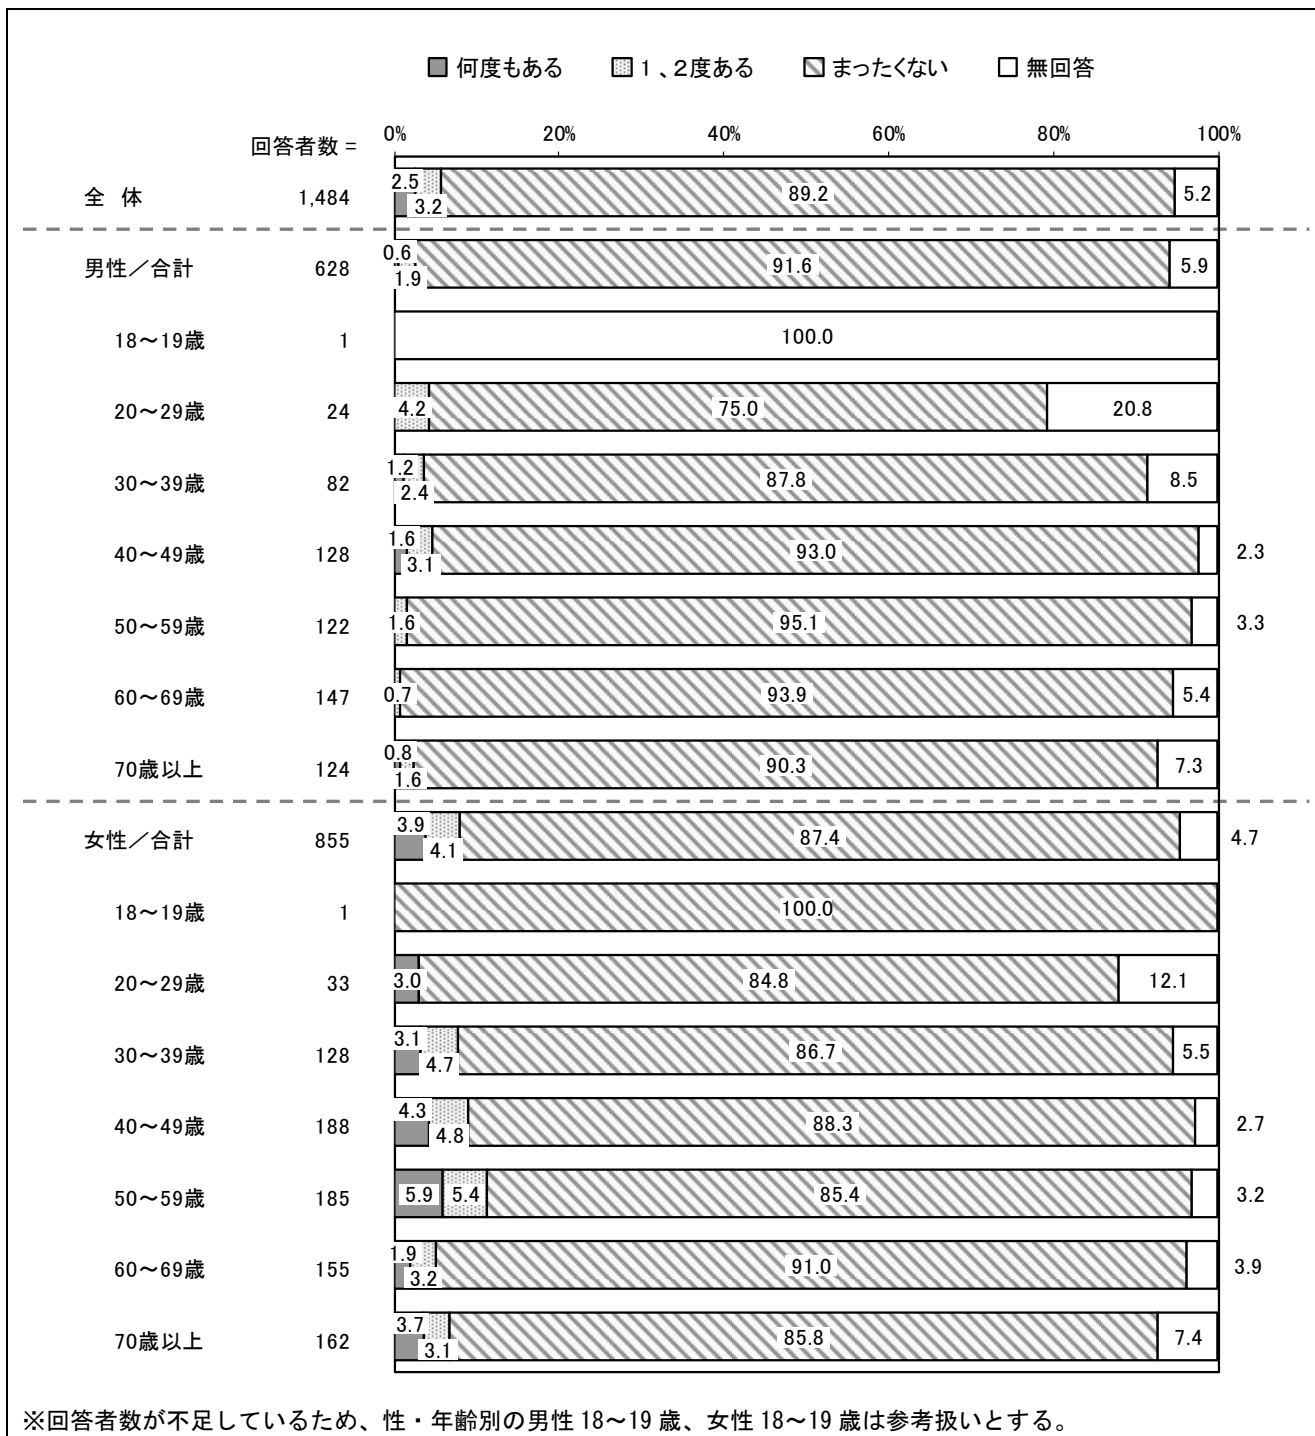 何度もある １、２度ある まったくない 無回答
回答者数 = 0% 20% 40% 60% 80% 100%
全 体 1,484 2.5 3.2 89.2 5.2
男性／合計 628 0.6 1.9 91.6 5.9
18～19歳 1 100.0
20～29歳 24 4.2 75.0 20.8
30～39歳 82 1.2 2.4 87.8 8.5
40～49歳 128 1.6 3.1 93.0 2.3
50～59歳 122 1.6 95.1 3.3
60～69歳 147 0.7 93.9 5.4
70歳以上 124 0.8 1.6 90.3 7.3
女性／合計 855 3.9 4.1 87.4 4.7
18～19歳 1 100.0
20～29歳 33 3.0 84.8 12.1
30～39歳 128 3.1 4.7 86.7 5.5
40～49歳 188 4.3 4.8 88.3 2.7
50～59歳 185 5.9 5.4 85.4 3.2
60～69歳 155 1.9 3.2 91.0 3.9
70歳以上 162 3.7 3.1 85.8 7.4
※回答者数が不足しているため、性・年齢別の男性 18～19 歳、女性 18～19 歳は参考扱いとする。